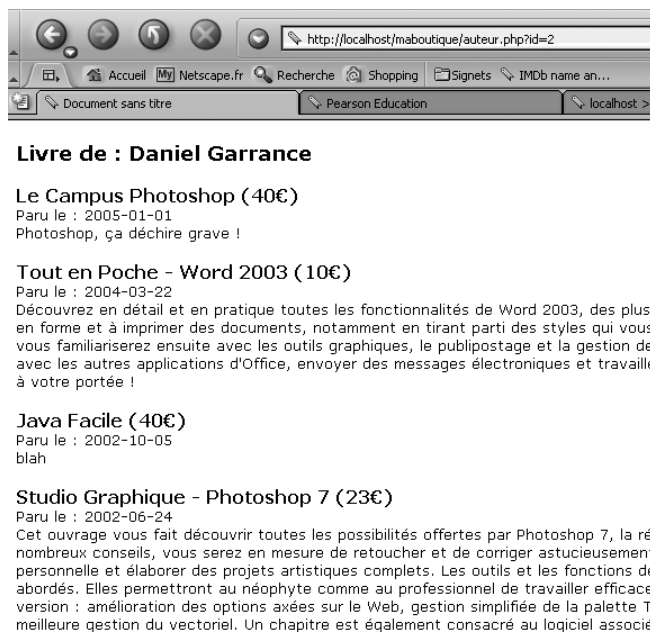 http://localhost/maboutique/auteur.php?id=2
Accueil My Netscape.fr Recherche Shopping Signets IMDb name an...
Document sans titre Pearson Education localhost >
Livre de : Daniel Garrance
Le Campus Photoshop (40€)
Paru le : 2005-01-01
Photoshop, ça déchire grave !
Tout en Poche - Word 2003 (10€)
Paru le : 2004-03-22
Découvrez en détail et en pratique toutes les fonctionnalités de Word 2003, des plus
en forme et à imprimer des documents, notamment en tirant parti des styles qui vous
vous familiariserez ensuite avec les outils graphiques, le publipostage et la gestion de
avec les autres applications d'Office, envoyer des messages électroniques et travaille
à votre portée !
Java Facile (40€)
Paru le : 2002-10-05
blah
Studio Graphique - Photoshop 7 (23€)
Paru le : 2002-06-24
Cet ouvrage vous fait découvrir toutes les possibilités offertes par Photoshop 7, la ré
nombreux conseils, vous serez en mesure de retoucher et de corriger astucieusement
personnelle et élaborer des projets artistiques complets. Les outils et les fonctions de
abordés. Elles permettront au néophyte comme au professionnel de travailler efficace
version : amélioration des options axées sur le Web, gestion simplifiée de la palette T
meilleure gestion du vectoriel. Un chapitre est également consacré au logiciel associé